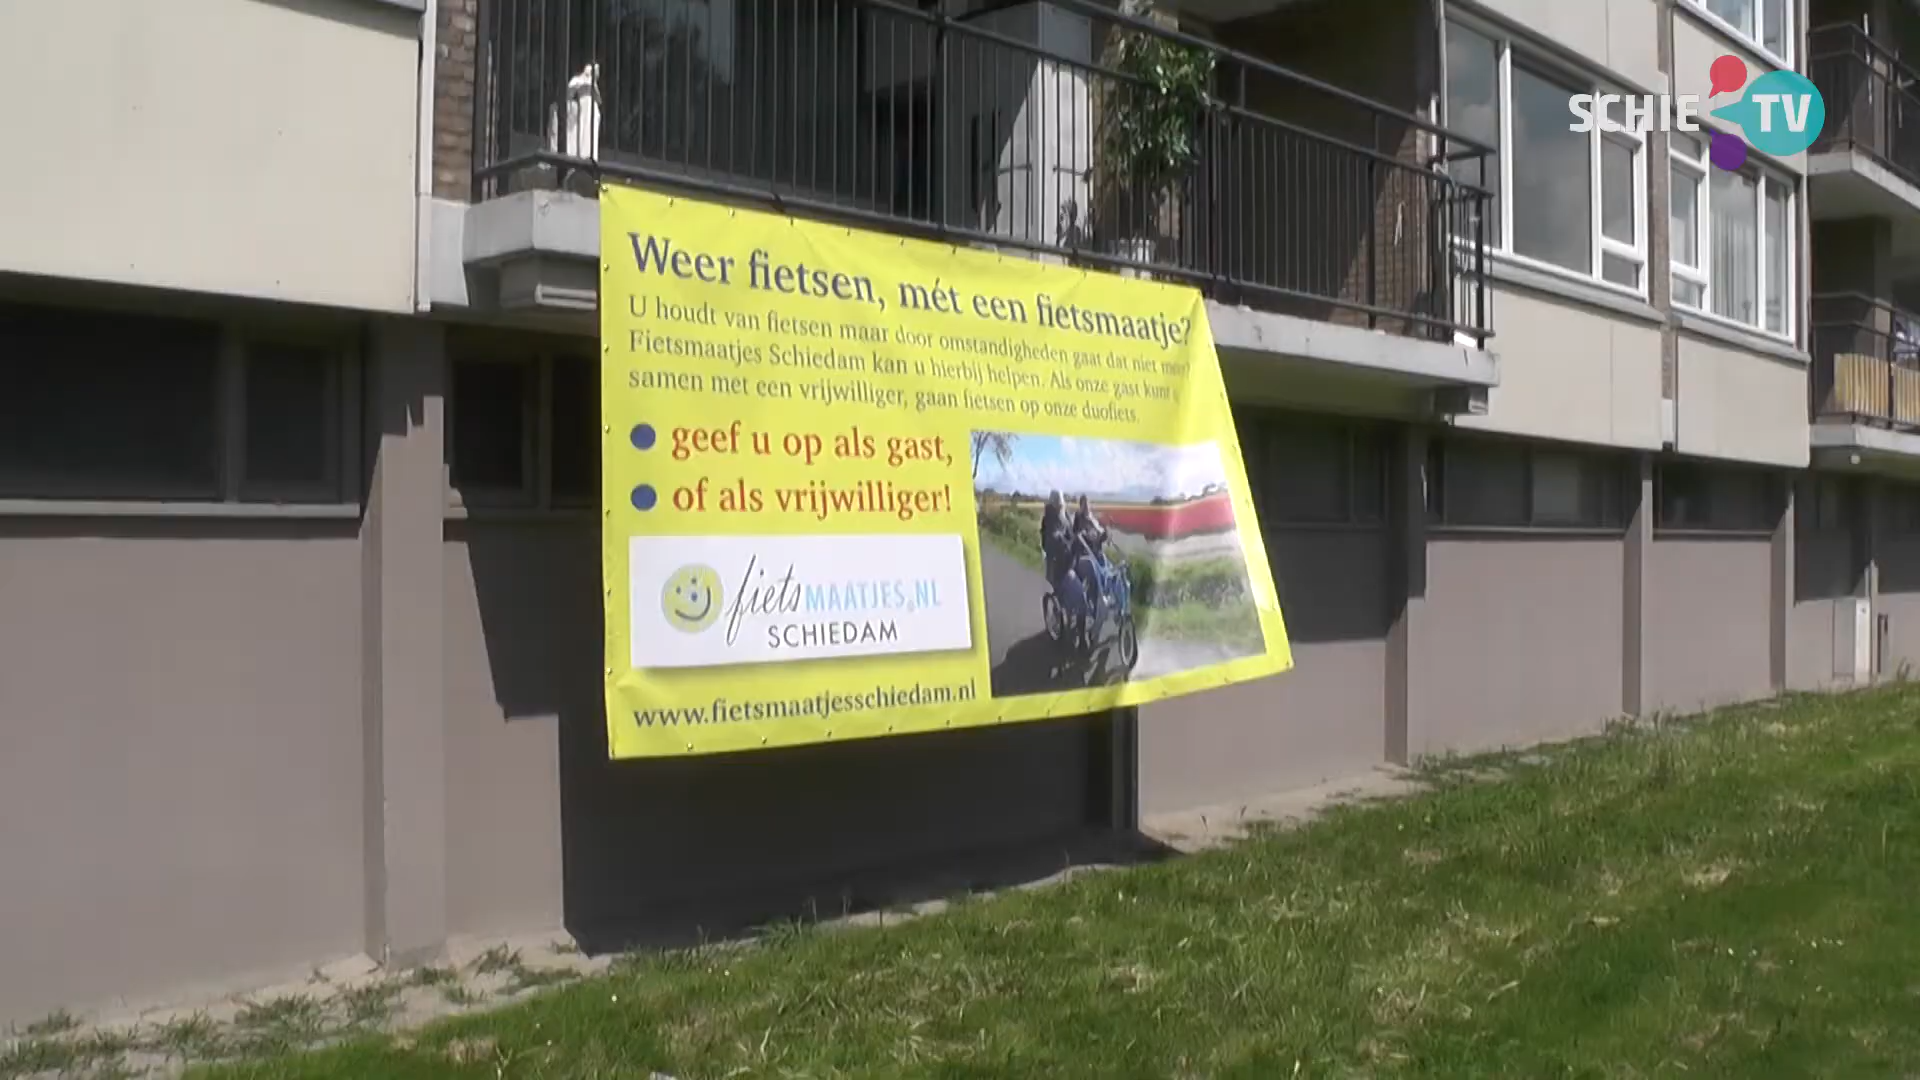 SCHIE TV
Weer fietsen, mét een fietsmaatje?
U houdt van fietsen maar door omstandigheden gaat dat niet meer?
Fietsmaatjes Schiedam kan u hierbij helpen. Als onze gast kunt u,
samen met een vrijwilliger, gaan fietsen op onze duofiets.
geef u op als gast,
of als vrijwilliger!
fietsMAATJES.NL
SCHIEDAM
www.fietsmaatjesschiedam.nl